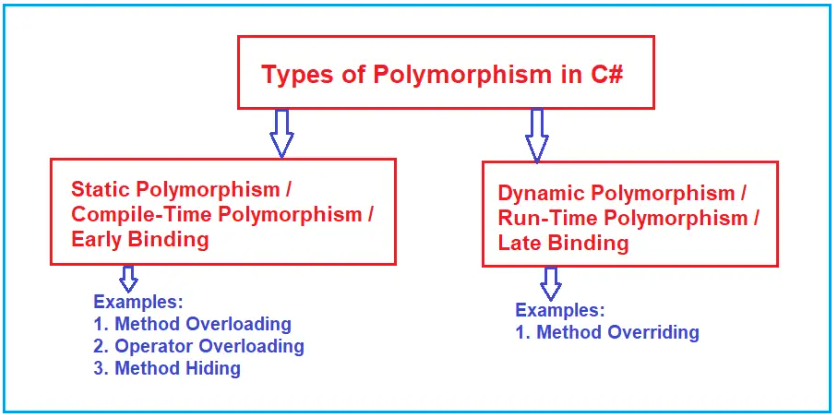 Types of Polymorphism in C#
Static Polymorphism /
Compile-Time Polymorphism /
Early Binding
Dynamic Polymorphism /
Run-Time Polymorphism /
Late Binding
Examples:
1. Method Overloading
2. Operator Overloading
3. Method Hiding
Examples:
1. Method Overriding